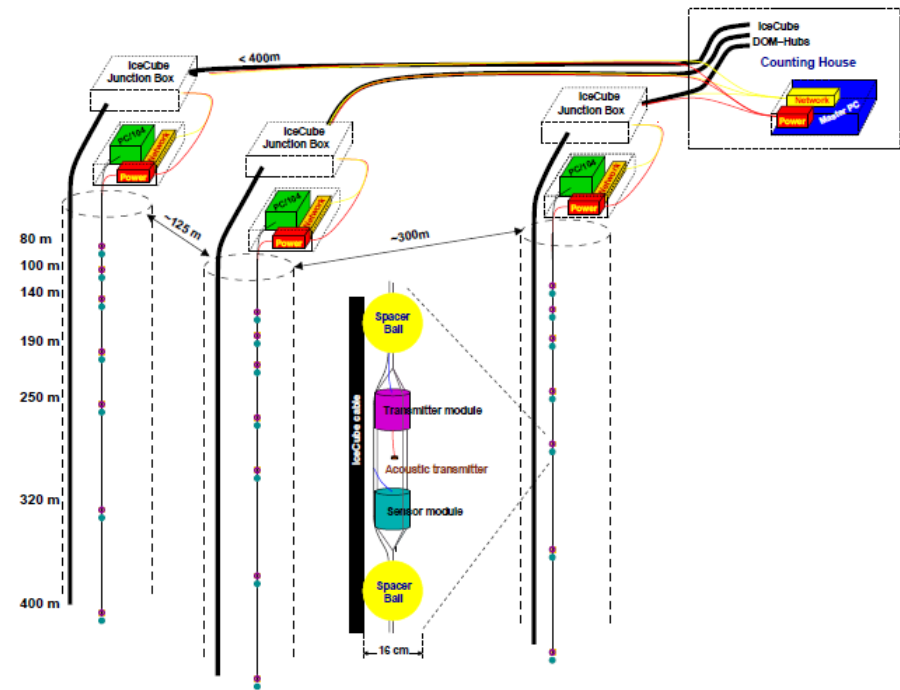 IceCube
DOM-Hubs
Counting House
Network
Power
Master PC
< 400m
IceCube
Junction Box
PC/104
Network
Power
IceCube
Junction Box
PC/104
Network
Power
IceCube
Junction Box
PC/104
Network
Power
~125 m
~300m
80 m
100 m
140 m
190 m
250 m
320 m
400 m
Spacer
Ball
IceCube cable
Transmitter module
Acoustic transmitter
Sensor module
Spacer
Ball
16 cm